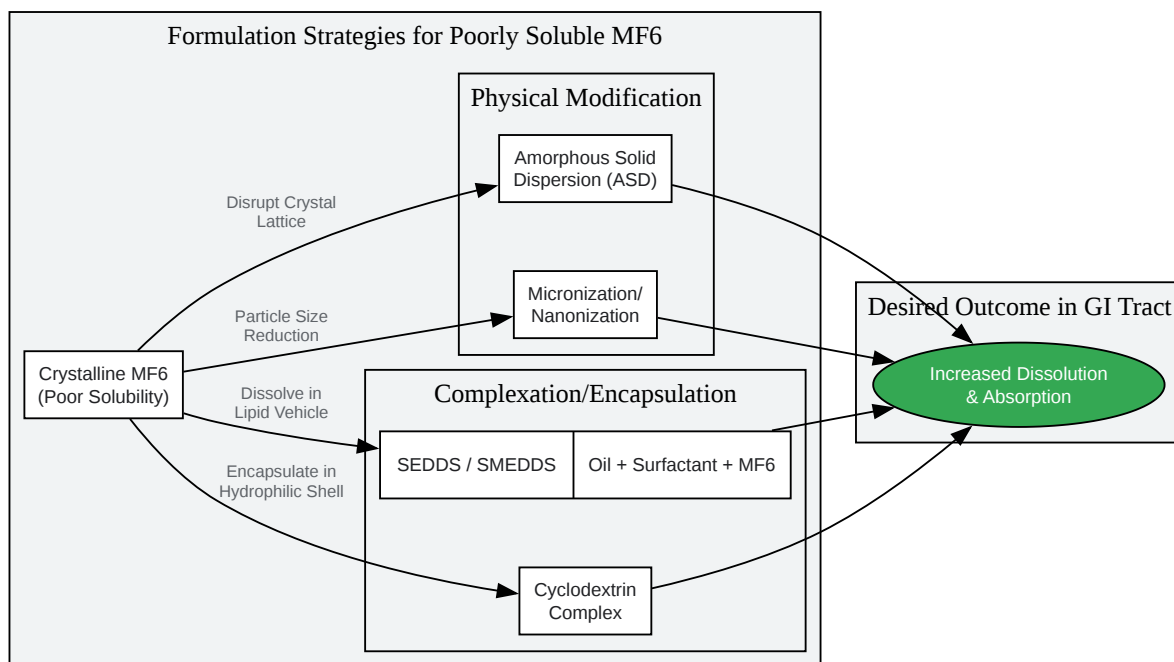 Formulation Strategies for Poorly Soluble MF6
Physical Modification
Amorphous Solid
Dispersion (ASD)
Disrupt Crystal
Lattice
Micronization/
Nanonization
Particle Size
Reduction
Desired Outcome in GI Tract
Crystalline MF6
(Poor Solubility)
Increased Dissolution
& Absorption
Dissolve in
Lipid Vehicle
Complexation/Encapsulation
SEDDS / SMEDDS
Oil + Surfactant + MF6
Encapsulate in
Hydrophilic Shell
Cyclodextrin
Complex